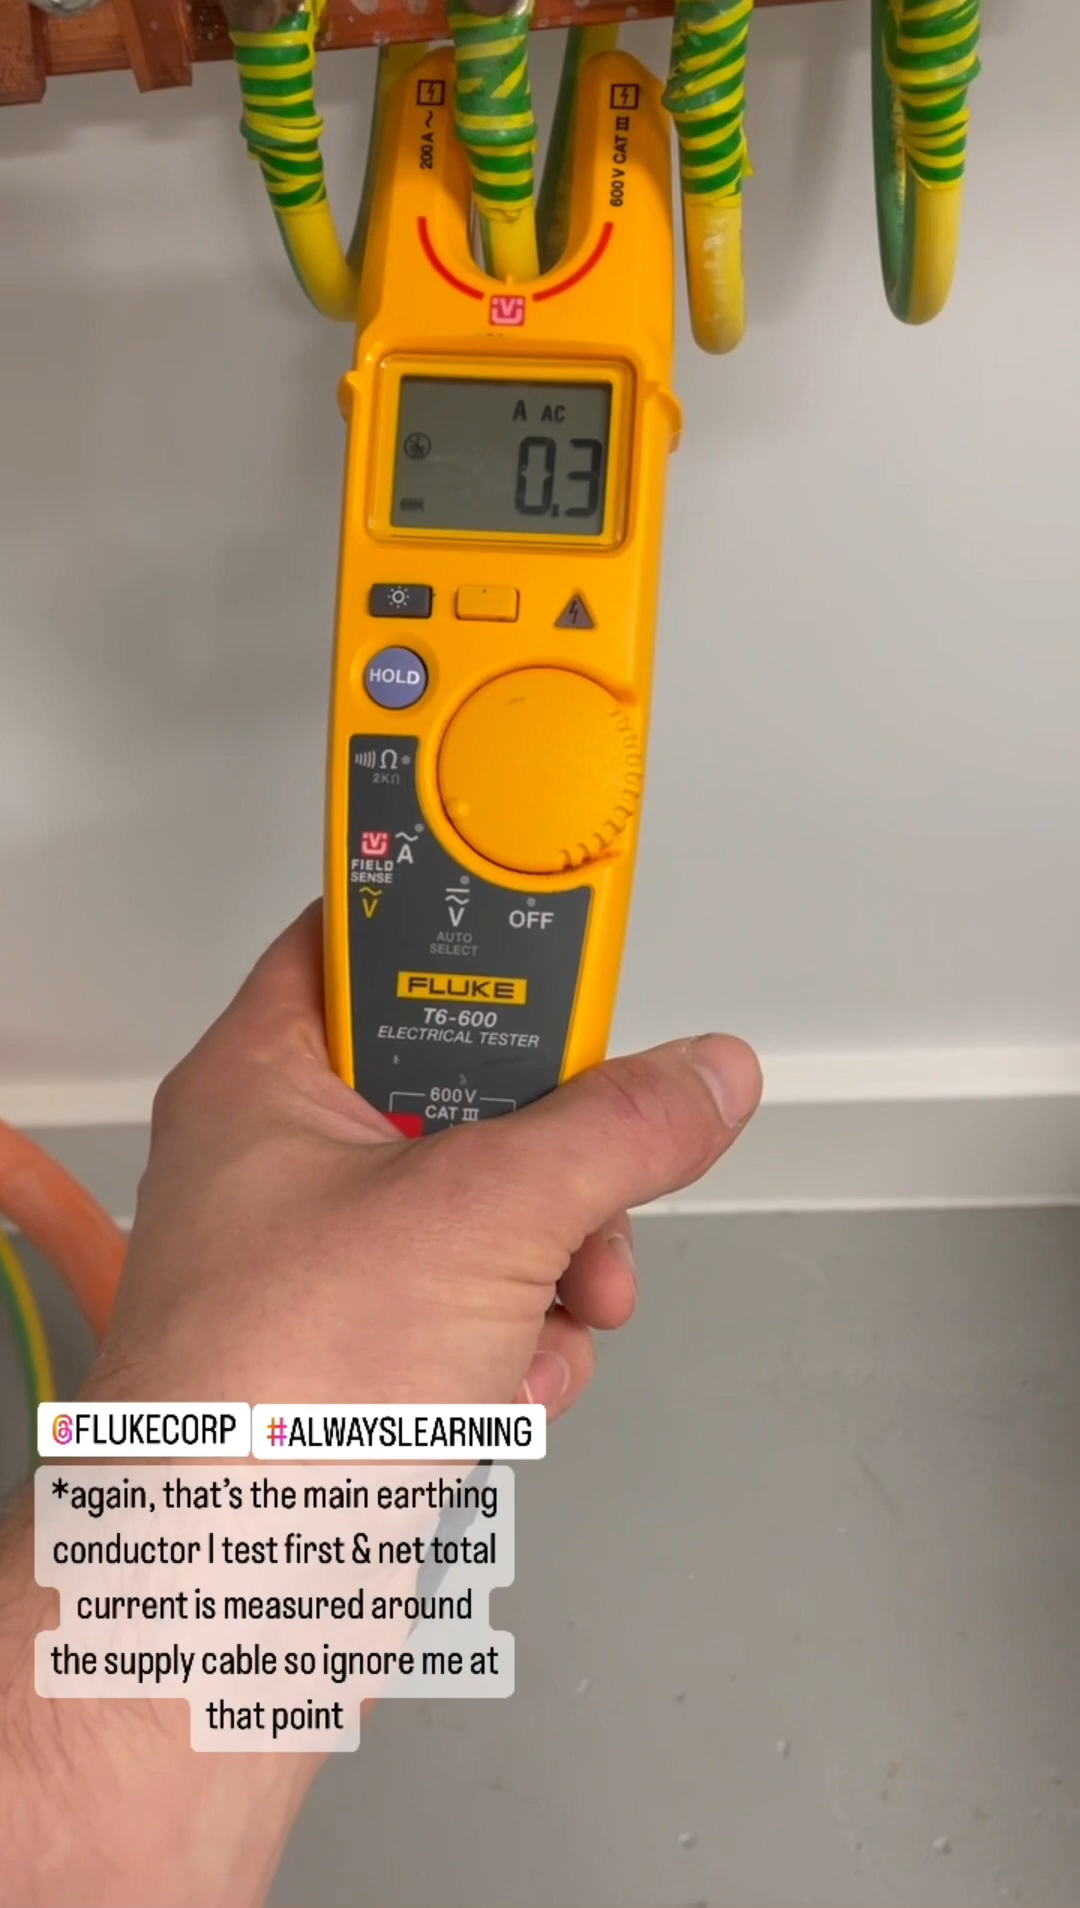 200 A ~
600 V CAT III
A AC
0.3
HOLD
Ω
2KΩ
V
A
FIELD
SENSE
V
V
AUTO
SELECT
OFF
FLUKE
T6-600
ELECTRICAL TESTER
600V
CAT III
@FLUKECORP #ALWAYSLEARNING
*again, that's the main earthing
conductor I test first & net total
current is measured around
the supply cable so ignore me at
that point